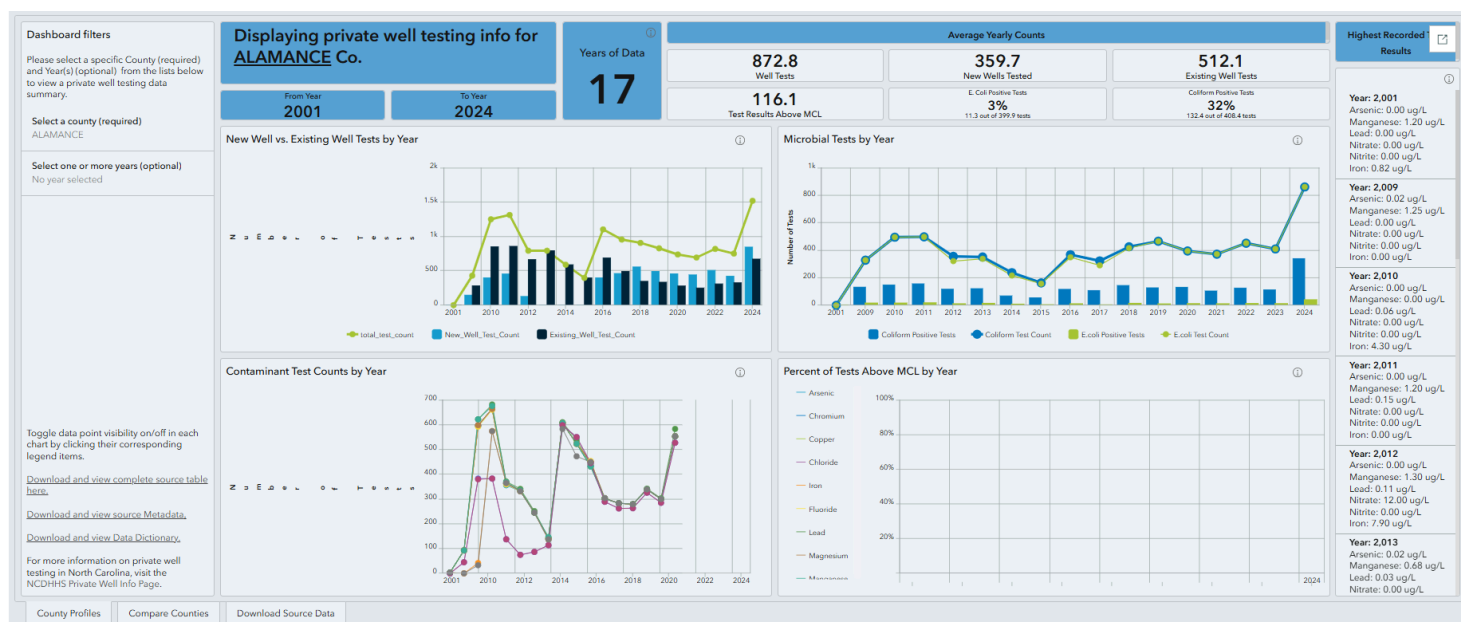 Dashboard filters
Please select a specific County (required)
and Year(s) (optional) from the lists below
to view a private well testing data
summary.
Select a county (required)
ALAMANCE
Select one or more years (optional)
No year selected
Toggle data point visibility on/off in each
chart by clicking their corresponding
legend items.
Download and view complete source table
here.
Download and view source Metadata.
Download and view Data Dictionary.
For more information on private well
testing in North Carolina, visit the
NCDHHS Private Well Info Page.
Displaying private well testing info for
ALAMANCE Co.
From Year
2001
To Year
2024
Years of Data
17
Average Yearly Counts
872.8
Well Tests
359.7
New Wells Tested
512.1
Existing Well Tests
116.1
Test Results Above MCL
E. Coli Positive Tests
3%
11.3 out of 399.9 tests
Coliform Positive Tests
32%
132.4 out of 408.4 tests
New Well vs. Existing Well Tests by Year
Number of Tests
2k
1.5k
1k
500
0
2001 2010 2012 2014 2016 2018 2020 2022 2024
total_test_count New_Well_Test_Count Existing_Well_Test_Count
Microbial Tests by Year
Number of Tests
1k
800
600
400
200
0
2001 2009 2010 2011 2012 2013 2014 2015 2016 2017 2018 2019 2020 2021 2022 2023 2024
Coliform Positive Tests Coliform Test Count E.coli Positive Tests E.coli Test Count
Contaminant Test Counts by Year
Number of Tests
700
600
500
400
300
200
100
0
2001 2010 2012 2014 2016 2018 2020 2022 2024
Percent of Tests Above MCL by Year
Arsenic
Chromium
Copper
Chloride
Iron
Fluoride
Lead
Magnesium
Manganese
100%
80%
60%
40%
20%
2024
Highest Recorded
Results
Year: 2,001
Arsenic: 0.00 ug/L
Manganese: 1.20 ug/L
Lead: 0.00 ug/L
Nitrate: 0.00 ug/L
Nitrite: 0.00 ug/L
Iron: 0.82 ug/L
Year: 2,009
Arsenic: 0.02 ug/L
Manganese: 1.25 ug/L
Lead: 0.00 ug/L
Nitrate: 0.00 ug/L
Nitrite: 0.00 ug/L
Iron: 0.00 ug/L
Year: 2,010
Arsenic: 0.00 ug/L
Manganese: 0.00 ug/L
Lead: 0.06 ug/L
Nitrate: 0.00 ug/L
Nitrite: 0.00 ug/L
Iron: 4.30 ug/L
Year: 2,011
Arsenic: 0.00 ug/L
Manganese: 1.20 ug/L
Lead: 0.15 ug/L
Nitrate: 0.00 ug/L
Nitrite: 0.00 ug/L
Iron: 0.00 ug/L
Year: 2,012
Arsenic: 0.00 ug/L
Manganese: 1.30 ug/L
Lead: 0.11 ug/L
Nitrate: 12.00 ug/L
Nitrite: 0.00 ug/L
Iron: 7.90 ug/L
Year: 2,013
Arsenic: 0.02 ug/L
Manganese: 0.68 ug/L
Lead: 0.03 ug/L
Nitrate: 0.00 ug/L
County Profiles
Compare Counties
Download Source Data